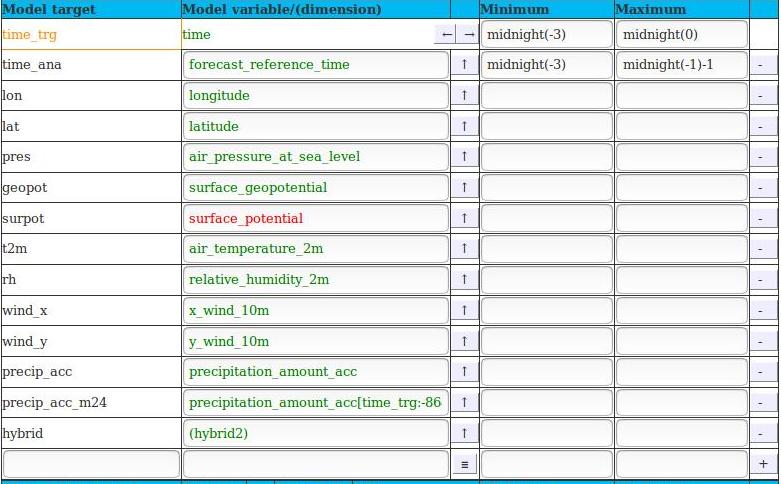 Model target Model variable/(dimension) Minimum Maximum
time_trg time ← → midnight(-3) midnight(0)
time_ana forecast_reference_time ↑ midnight(-3) midnight(-1)-1 -
lon longitude ↑ -
lat latitude ↑ -
pres air_pressure_at_sea_level ↑ -
geopot surface_geopotential ↑ -
surpot surface_potential ↑ -
t2m air_temperature_2m ↑ -
rh relative_humidity_2m ↑ -
wind_x x_wind_10m ↑ -
wind_y y_wind_10m ↑ -
precip_acc precipitation_amount_acc ↑ -
precip_acc_m24 precipitation_amount_acc[time_trg:-86 ↑ -
hybrid (hybrid2) ↑ -
≡ +